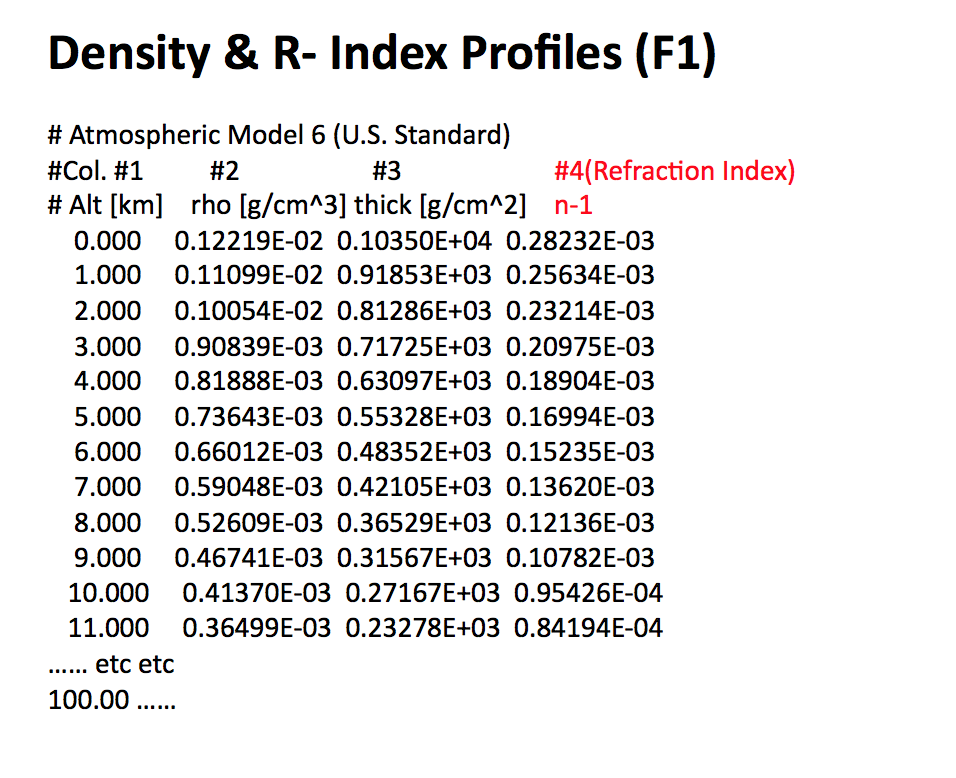 Density & R- Index Profiles (F1)
# Atmospheric Model 6 (U.S. Standard)
#Col. #1 #2 #3 #4(Refraction Index)
# Alt [km] rho [g/cm^3] thick [g/cm^2] n-1
0.000 0.12219E-02 0.10350E+04 0.28232E-03
1.000 0.11099E-02 0.91853E+03 0.25634E-03
2.000 0.10054E-02 0.81286E+03 0.23214E-03
3.000 0.90839E-03 0.71725E+03 0.20975E-03
4.000 0.81888E-03 0.63097E+03 0.18904E-03
5.000 0.73643E-03 0.55328E+03 0.16994E-03
6.000 0.66012E-03 0.48352E+03 0.15235E-03
7.000 0.59048E-03 0.42105E+03 0.13620E-03
8.000 0.52609E-03 0.36529E+03 0.12136E-03
9.000 0.46741E-03 0.31567E+03 0.10782E-03
10.000 0.41370E-03 0.27167E+03 0.95426E-04
11.000 0.36499E-03 0.23278E+03 0.84194E-04
...... etc etc
100.00 ......